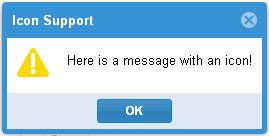 Icon Support
Here is a message with an icon!
OK